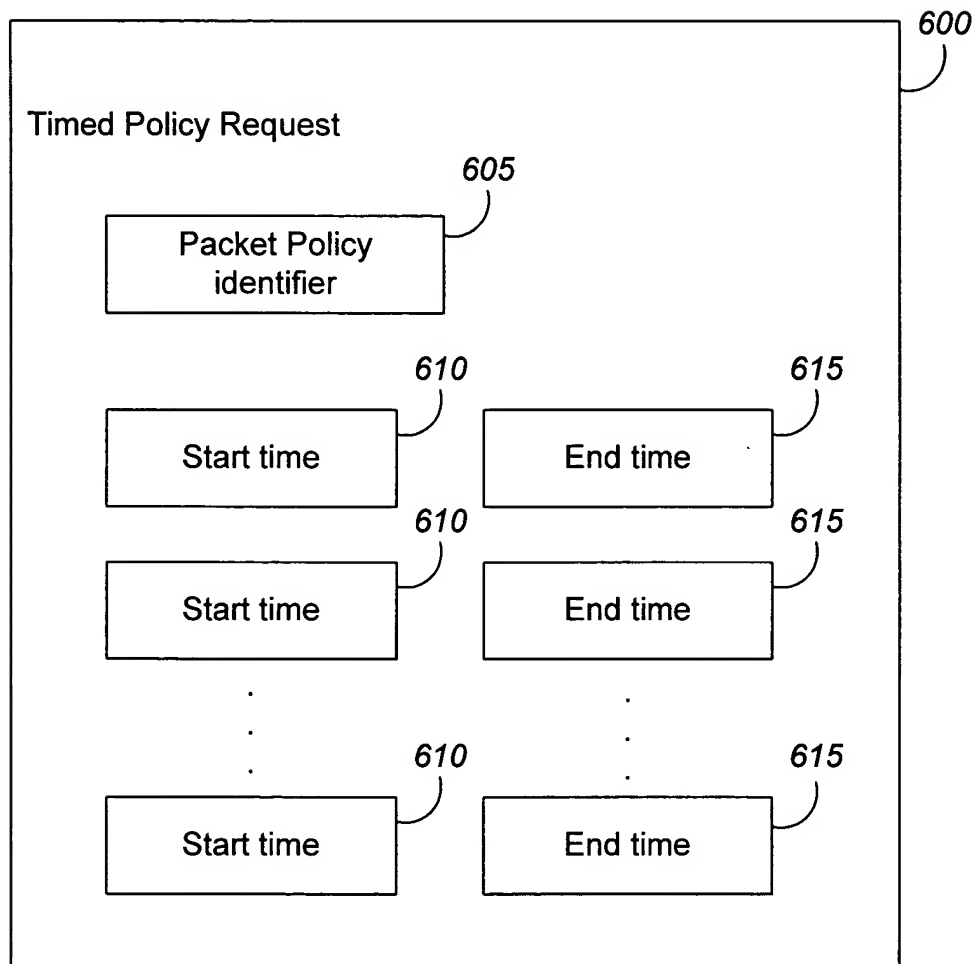 600
Timed Policy Request
605
Packet Policy
identifier
610 615
Start time End time
610 615
Start time End time
610 615
Start time End time